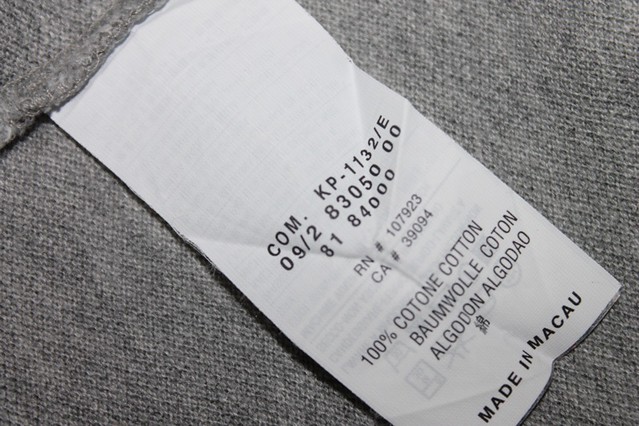 COM. KP-1132/E
09/2 83050 00
81 84000
RN # 107923
CA # 39094
100% COTONE COTTON
BAUMWOLLE COTON
ALGODON ALGODAO
綿
MADE IN MACAU